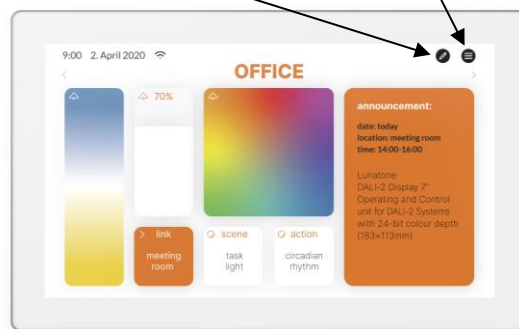 9:00 2. April 2020
OFFICE
70%
announcement:
date: today
location: meeting room
time: 14:00-16:00
Lunatone
DALI-2 Display 7"
Operating and Control
unit for DALI-2 Systems
with 24-bit colour depth
(183x113mm)
link
meeting
room
scene
task
light
action
circadian
rhythm